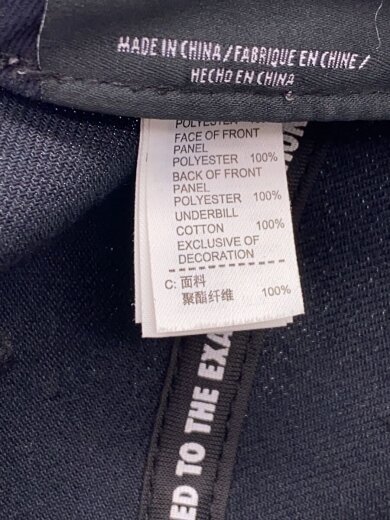 MADE IN CHINA / FABRIQUE EN CHINE /
HECHO EN CHINA
POLYESTER 100%
FACE OF FRONT
PANEL
POLYESTER 100%
BACK OF FRONT
PANEL
POLYESTER 100%
UNDERBILL
COTTON 100%
EXCLUSIVE OF
DECORATION
C: 面料
聚酯纤维 100%
ED TO THE EXA